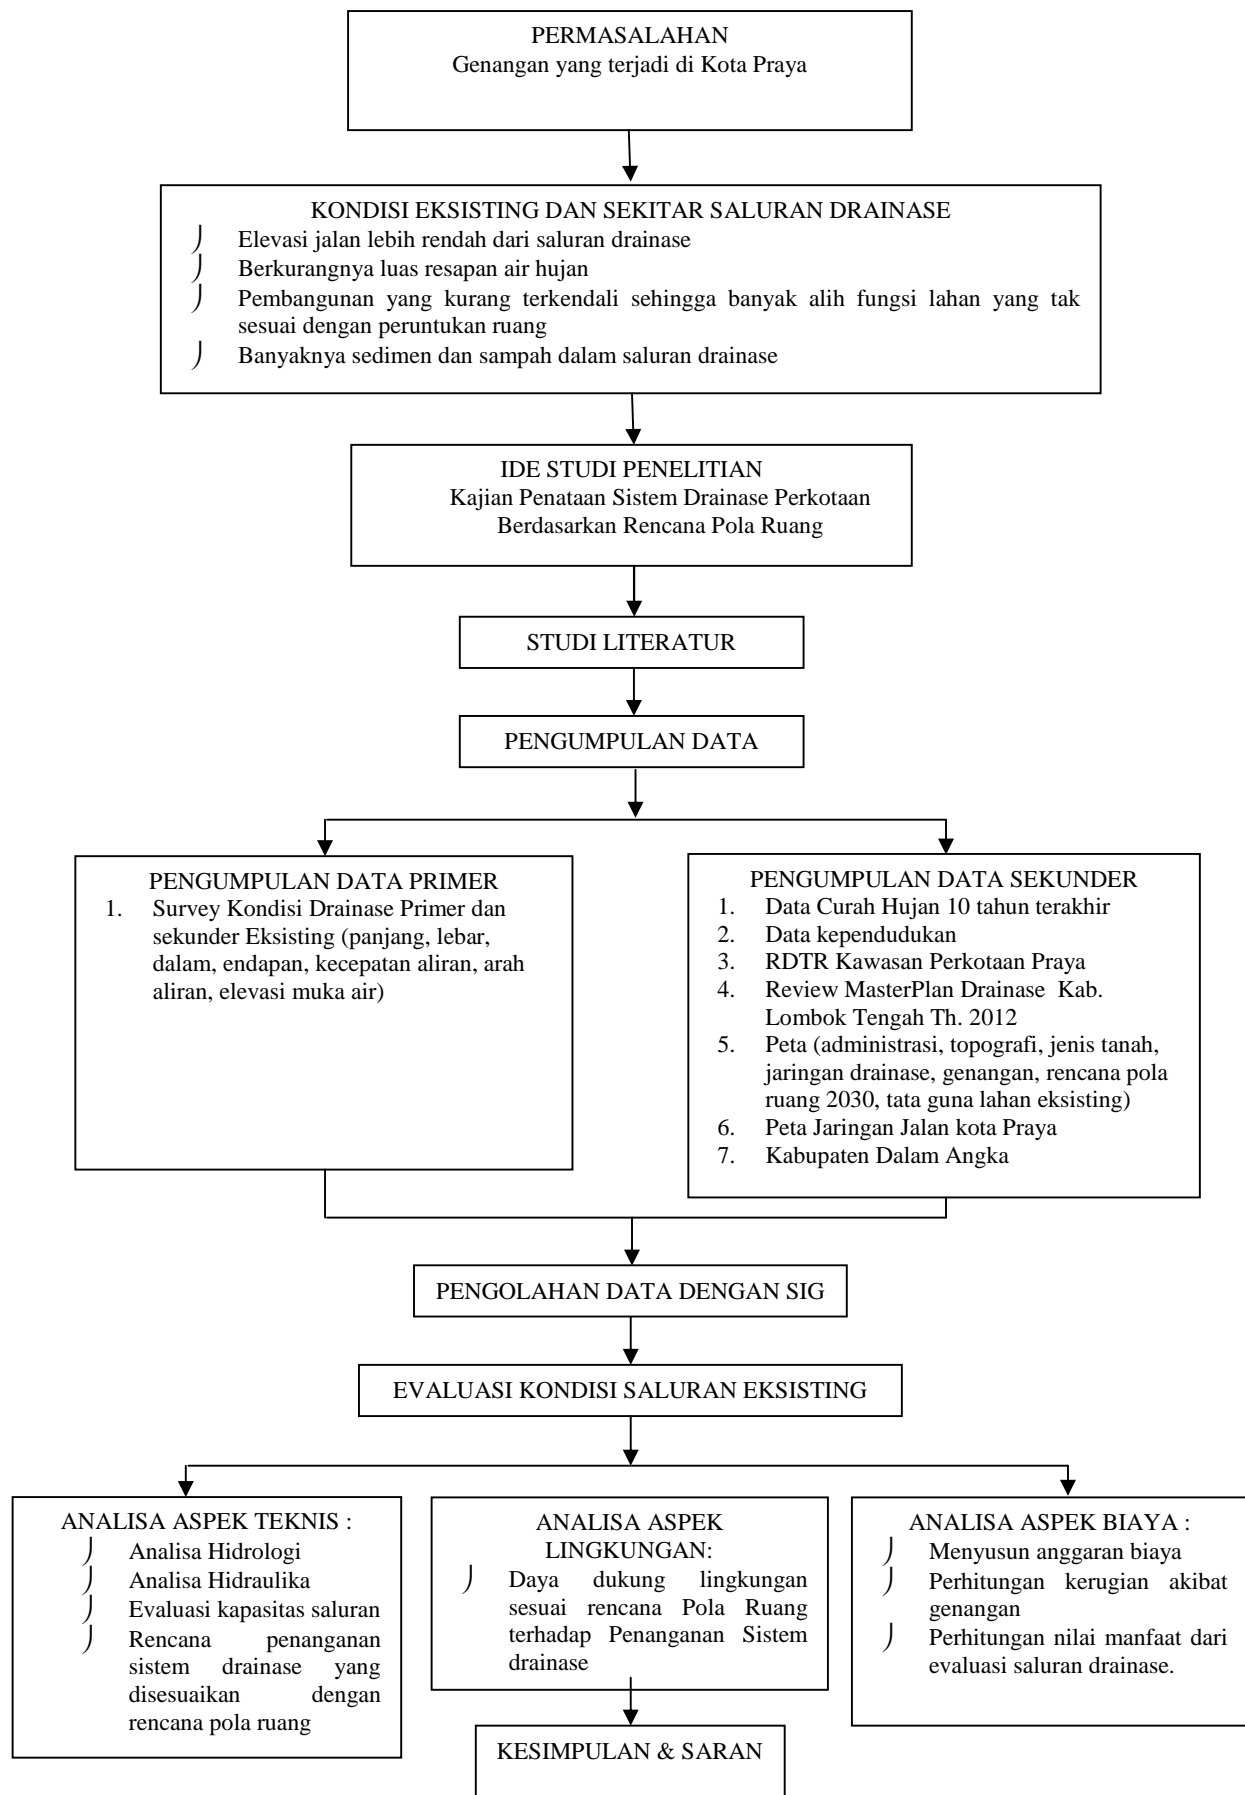 PERMASALAHAN
Genangan yang terjadi di Kota Praya
KONDISI EKSISTING DAN SEKITAR SALURAN DRAINASE
Elevasi jalan lebih rendah dari saluran drainase
Berkurangnya luas resapan air hujan
Pembangunan yang kurang terkendali sehingga banyak alih fungsi lahan yang tak
sesuai dengan peruntukan ruang
Banyaknya sedimen dan sampah dalam saluran drainase
IDE STUDI PENELITIAN
Kajian Penataan Sistem Drainase Perkotaan
Berdasarkan Rencana Pola Ruang
STUDI LITERATUR
PENGUMPULAN DATA
PENGUMPULAN DATA PRIMER
1. Survey Kondisi Drainase Primer dan
sekunder Eksisting (panjang, lebar,
dalam, endapan, kecepatan aliran, arah
aliran, elevasi muka air)
PENGUMPULAN DATA SEKUNDER
1. Data Curah Hujan 10 tahun terakhir
2. Data kependudukan
3. RDTR Kawasan Perkotaan Praya
4. Review MasterPlan Drainase Kab.
Lombok Tengah Th. 2012
5. Peta (administrasi, topografi, jenis tanah,
jaringan drainase, genangan, rencana pola
ruang 2030, tata guna lahan eksisting)
6. Peta Jaringan Jalan kota Praya
7. Kabupaten Dalam Angka
PENGOLAHAN DATA DENGAN SIG
EVALUASI KONDISI SALURAN EKSISTING
ANALISA ASPEK TEKNIS :
Analisa Hidrologi
Analisa Hidraulika
Evaluasi kapasitas saluran
Rencana penanganan
sistem drainase yang
disesuaikan dengan
rencana pola ruang
ANALISA ASPEK
LINGKUNGAN:
Daya dukung lingkungan
sesuai rencana Pola Ruang
terhadap Penanganan Sistem
drainase
ANALISA ASPEK BIAYA :
Menyusun anggaran biaya
Perhitungan kerugian akibat
genangan
Perhitungan nilai manfaat dari
evaluasi saluran drainase.
KESIMPULAN & SARAN